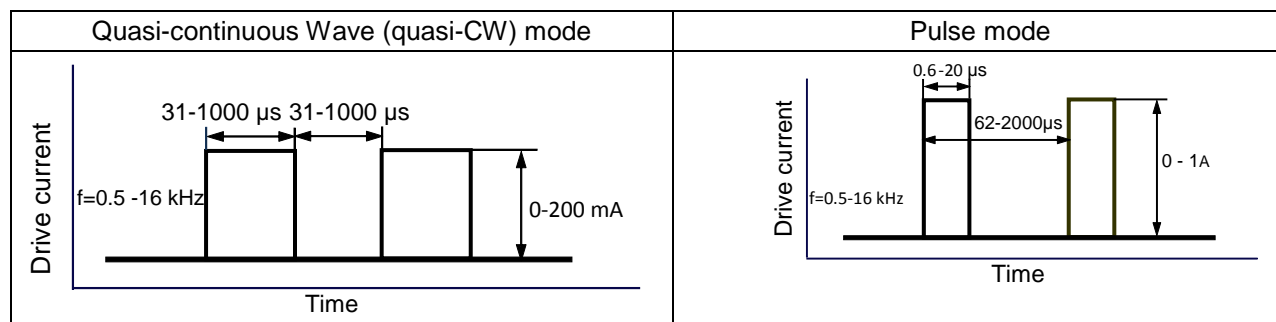 Quasi-continuous Wave (quasi-CW) mode
Pulse mode
31-1000 µs 31-1000 µs
f=0.5 -16 kHz
0-200 mA
Drive current
Time
0.6-20 µs
62-2000µs
0 - 1A
f=0.5-16 kHz
Drive current
Time